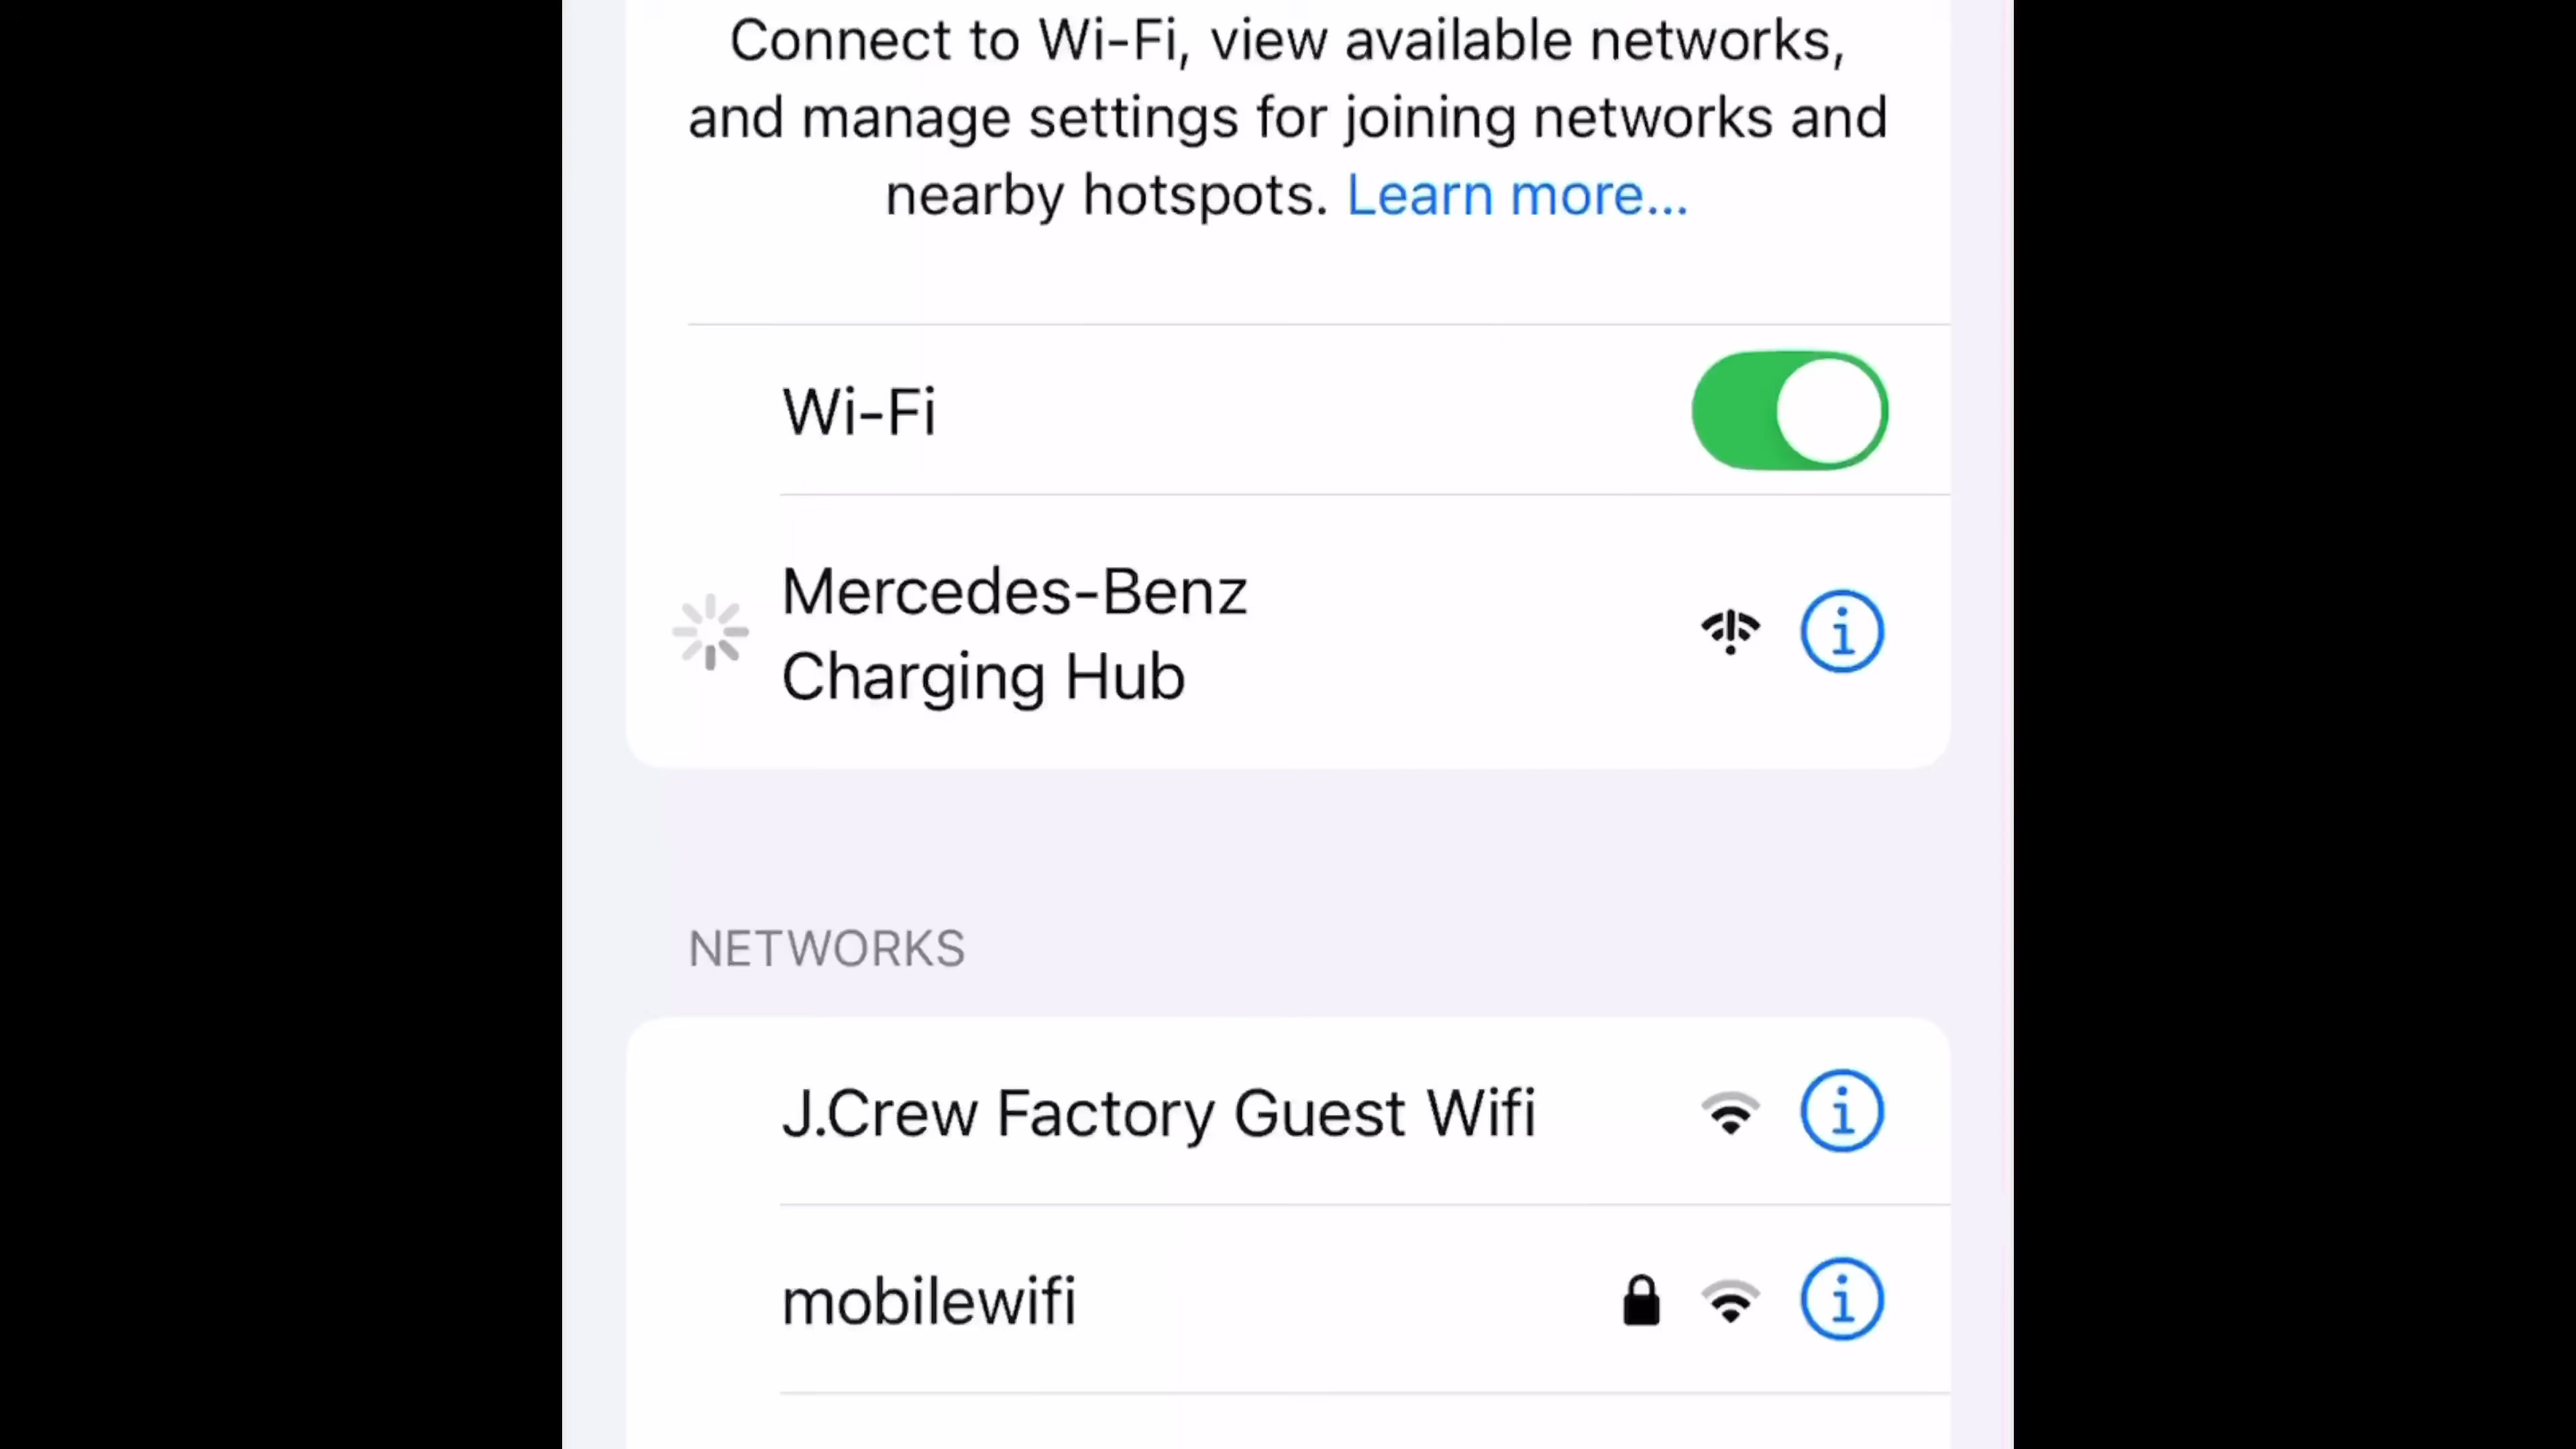 Connect to Wi-Fi, view available networks,
and manage settings for joining networks and
nearby hotspots. Learn more...
Wi-Fi
Mercedes-Benz
Charging Hub
NETWORKS
J.Crew Factory Guest Wifi
mobilewifi